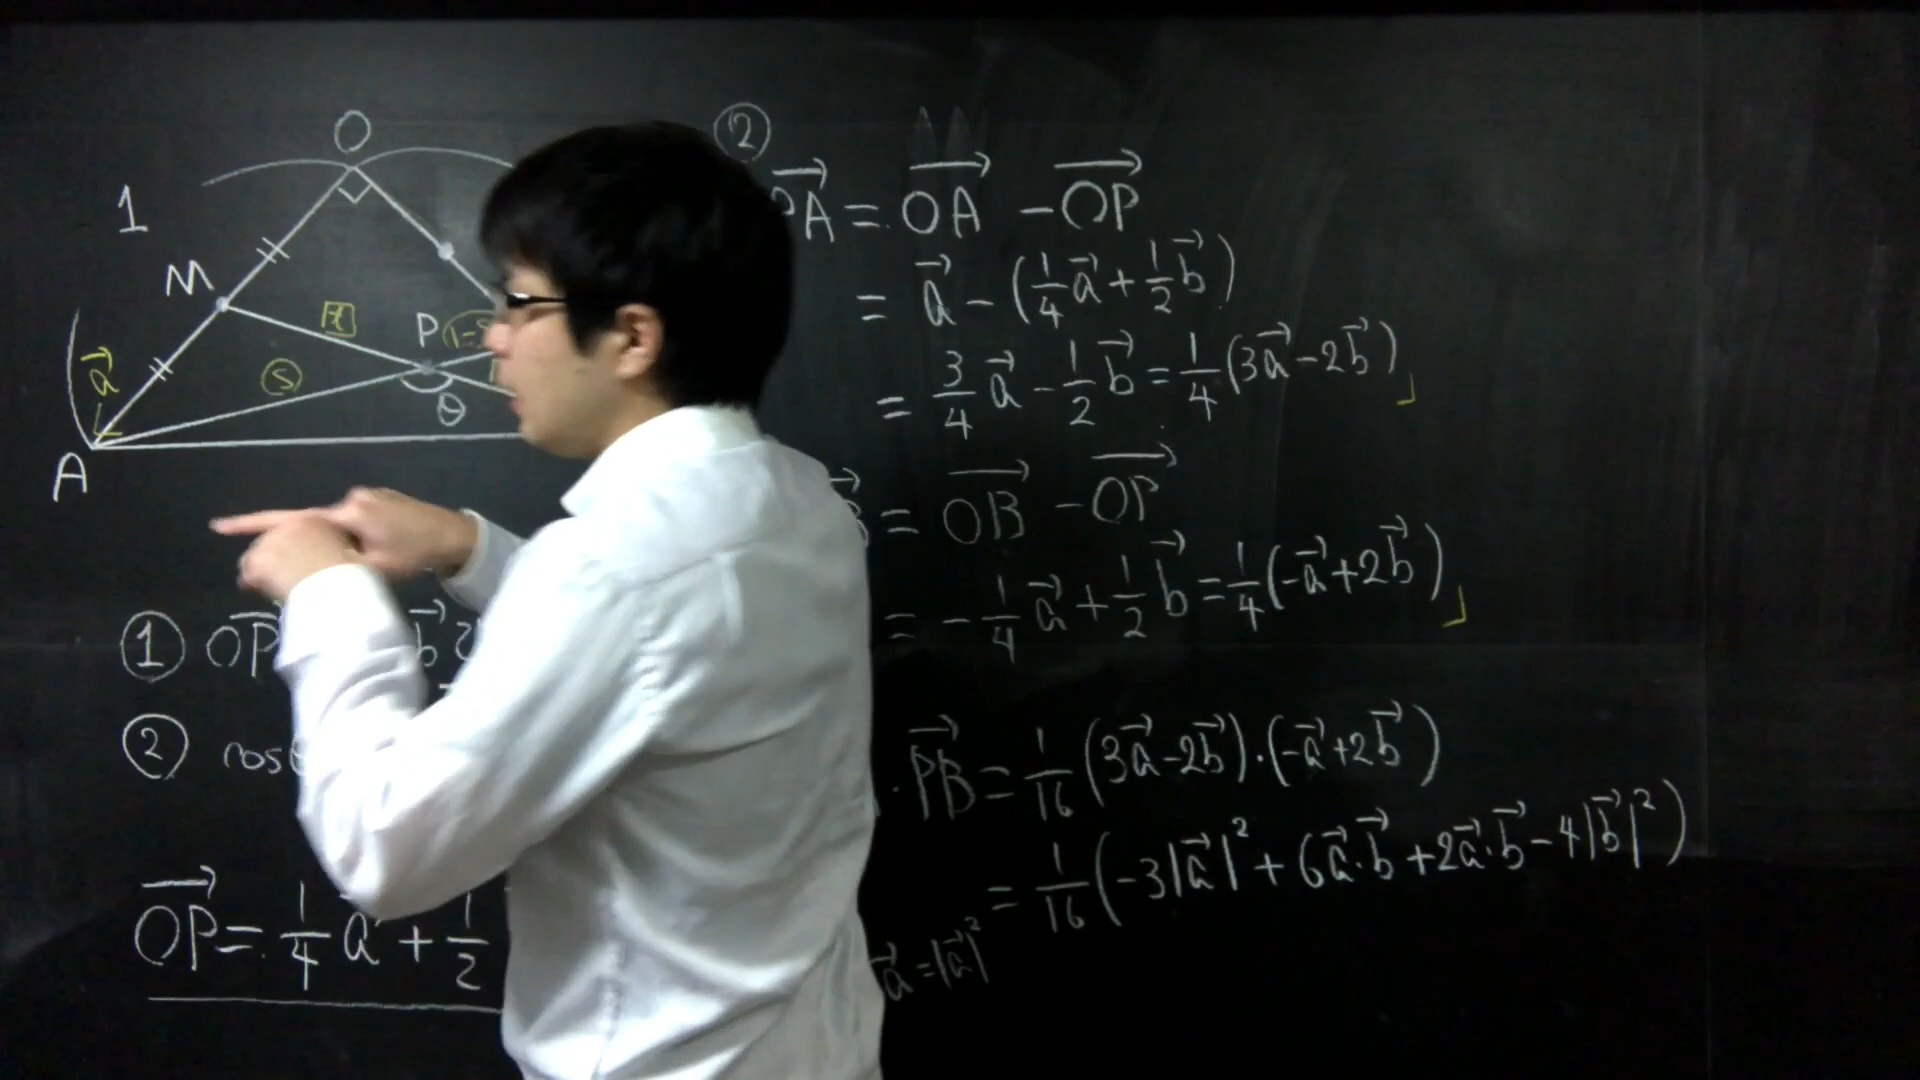 O
1
M
P
a⃗
s
θ
A
① OP⃗ b⃗
② cosθ
OP⃗ = 1/4 a⃗ + 1/2
②
PA⃗ = OA⃗ - OP⃗
= a⃗ - (1/4 a⃗ + 1/2 b⃗)
= 3/4 a⃗ - 1/2 b⃗ = 1/4 (3a⃗ - 2b⃗)」
B⃗ = OB⃗ - OP⃗
= -1/4 a⃗ + 1/2 b⃗ = 1/4 (-a⃗ + 2b⃗)」
· PB⃗ = 1/16 (3a⃗ - 2b⃗)·(-a⃗ + 2b⃗)
= 1/16 (-3|a⃗|² + 6a⃗·b⃗ + 2a⃗·b⃗ - 4|b⃗|²)
a⃗ = |a⃗|²